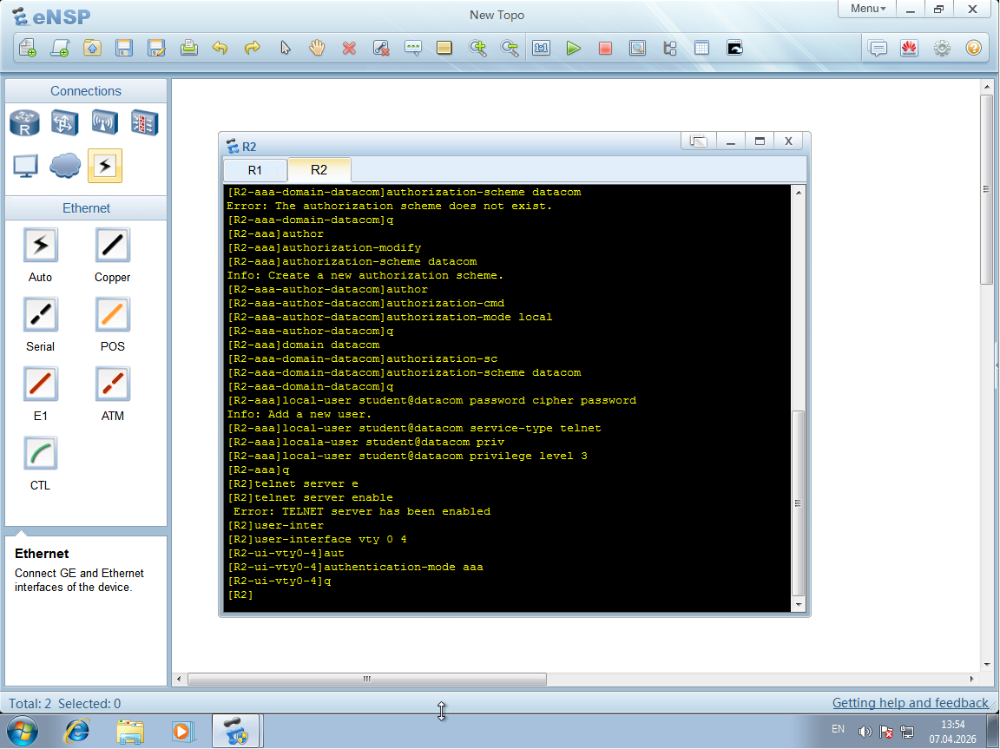 eNSP
New Topo
Menu
Connections
R
Ethernet
Auto
Copper
Serial
POS
E1
ATM
CTL
Ethernet
Connect GE and Ethernet
interfaces of the device.
R2
R1
R2
[R2-aaa-domain-datacom]authorization-scheme datacom
Error: The authorization scheme does not exist.
[R2-aaa-domain-datacom]q
[R2-aaa]author
[R2-aaa]authorization-modify
[R2-aaa]authorization-scheme datacom
Info: Create a new authorization scheme.
[R2-aaa-author-datacom]author
[R2-aaa-author-datacom]authorization-cmd
[R2-aaa-author-datacom]authorization-mode local
[R2-aaa-author-datacom]q
[R2-aaa]domain datacom
[R2-aaa-domain-datacom]authorization-sc
[R2-aaa-domain-datacom]authorization-scheme datacom
[R2-aaa-domain-datacom]q
[R2-aaa]local-user student@datacom password cipher password
Info: Add a new user.
[R2-aaa]local-user student@datacom service-type telnet
[R2-aaa]locala-user student@datacom priv
[R2-aaa]local-user student@datacom privilege level 3
[R2-aaa]q
[R2]telnet server e
[R2]telnet server enable
Error: TELNET server has been enabled
[R2]user-inter
[R2]user-interface vty 0 4
[R2-ui-vty0-4]aut
[R2-ui-vty0-4]authentication-mode aaa
[R2-ui-vty0-4]q
[R2]
Total: 2 Selected: 0
Getting help and feedback
EN
13:54
07.04.2026